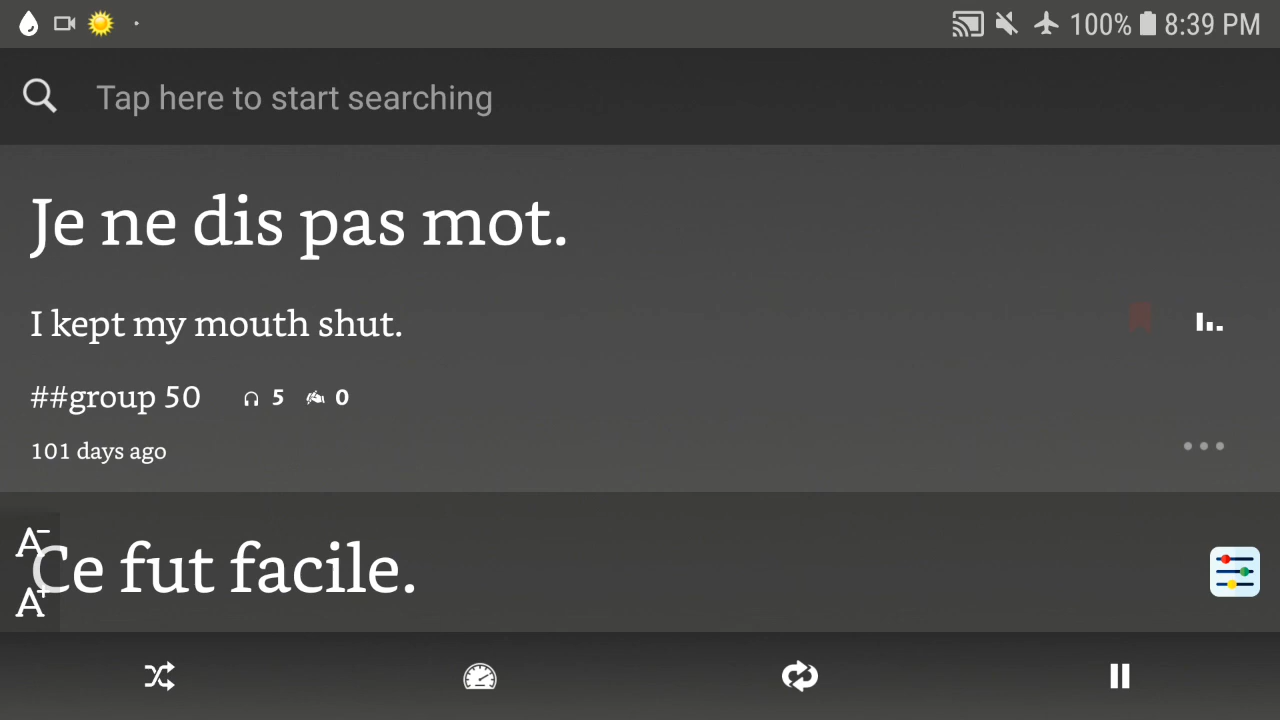 100% 8:39 PM
Tap here to start searching
Je ne dis pas mot.
I kept my mouth shut.
##group 50 5 0
101 days ago
A-
Ce fut facile.
A+